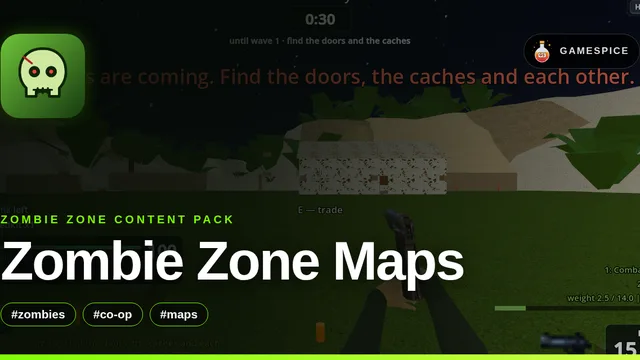 0:30
until wave 1 · find the doors and the caches
GAMESPICE
s are coming. Find the doors, the caches and each other.
E — trade
ZOMBIE ZONE CONTENT PACK
Zombie Zone Maps
1. Comba
weight 2.5 / 14.0
#zombies
#co-op
#maps
15